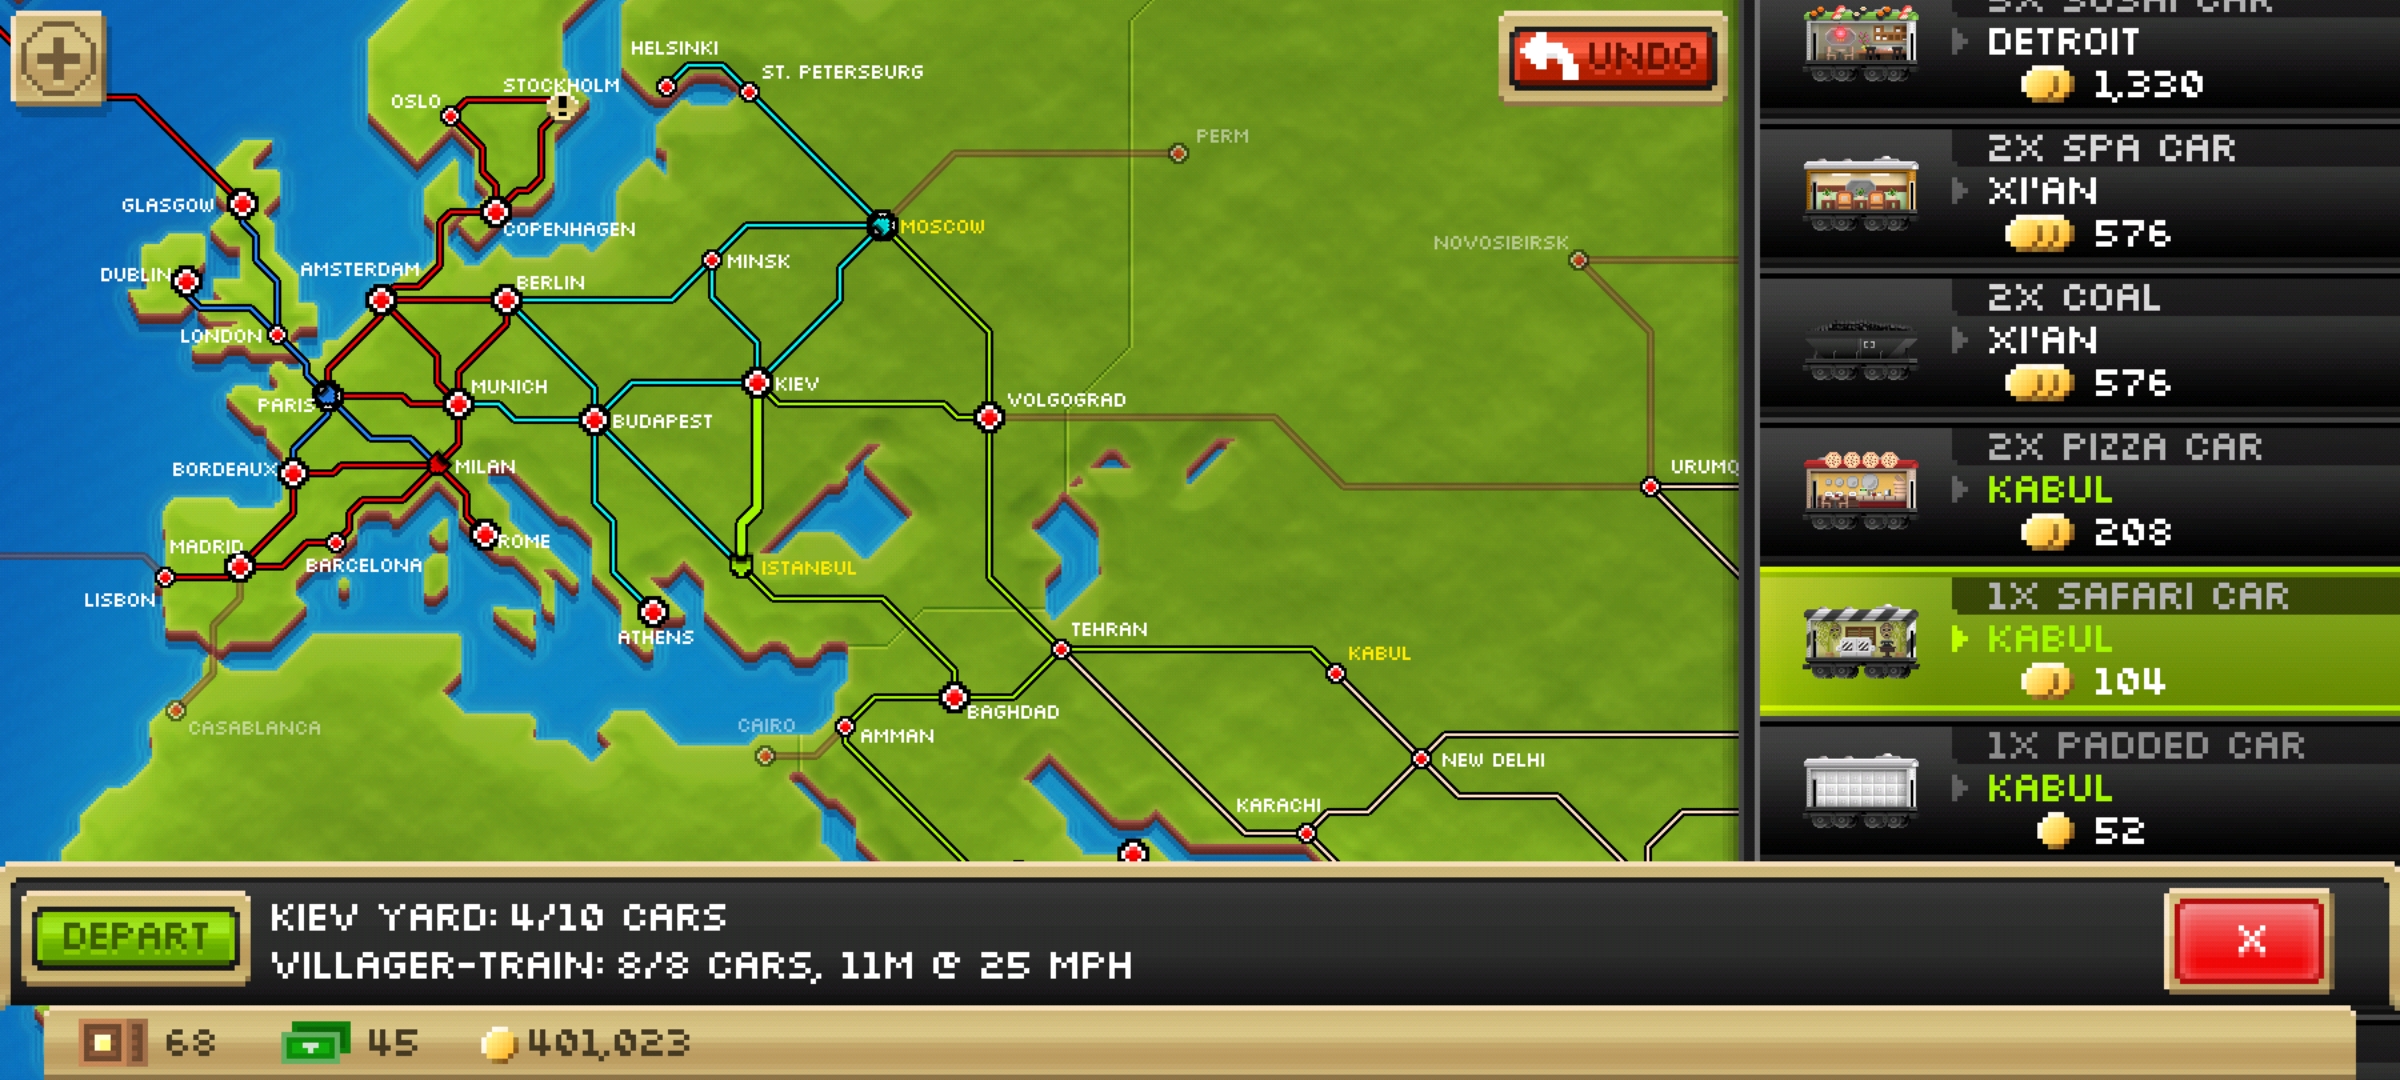 HELSINKI
ST. PETERSBURG
STOCKHOLM
OSLO
PERM
GLASGOW
COPENHAGEN
MOSCOW
NOVOSIBIRSK
DUBLIN
AMSTERDAM
BERLIN
MINSK
LONDON
PARIS
MUNICH
KIEV
VOLGOGRAD
BUDAPEST
BORDEAUX
MILAN
URUMQ
MADRID
ROME
BARCELONA
ISTANBUL
LISBON
ATHENS
TEHRAN
KABUL
CASABLANCA
CAIRO
BAGHDAD
AMMAN
NEW DELHI
KARACHI
UNDO
3X SUSHI CAR
DETROIT
1,330
2X SPA CAR
XI'AN
576
2X COAL
XI'AN
576
2X PIZZA CAR
KABUL
208
1X SAFARI CAR
KABUL
104
1X PADDED CAR
KABUL
52
DEPART
KIEV YARD: 4/10 CARS
VILLAGER-TRAIN: 8/8 CARS, 11M @ 25 MPH
X
68
45
401,023